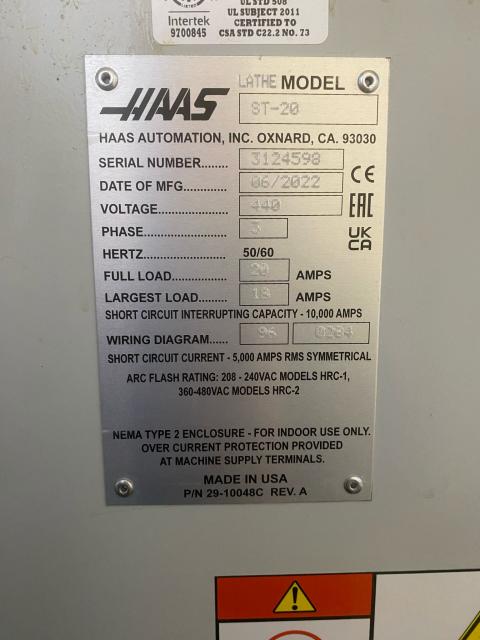 UL STD 508
UL SUBJECT 2011
Intertek
9700845
CERTIFIED TO
CSA STD C22.2 NO. 73
HAAS
LATHE MODEL
ST-20
HAAS AUTOMATION, INC. OXNARD, CA. 93030
SERIAL NUMBER........ 3124598
DATE OF MFG............. 06/2022
CE
VOLTAGE.................. 440
EAC
PHASE....................... 3
UK
CA
HERTZ 50/60
FULL LOAD................ 20 AMPS
LARGEST LOAD......... AMPS
SHORT CIRCUIT INTERRUPTING CAPACITY - 10,000 AMPS
WIRING DIAGRAM...... 96 0284
SHORT CIRCUIT CURRENT - 5,000 AMPS RMS SYMMETRICAL
ARC FLASH RATING: 208 - 240VAC MODELS HRC-1,
360-480VAC MODELS HRC-2
NEMA TYPE 2 ENCLOSURE - FOR INDOOR USE ONLY.
OVER CURRENT PROTECTION PROVIDED
AT MACHINE SUPPLY TERMINALS.
MADE IN USA
P/N 29-10048C REV. A